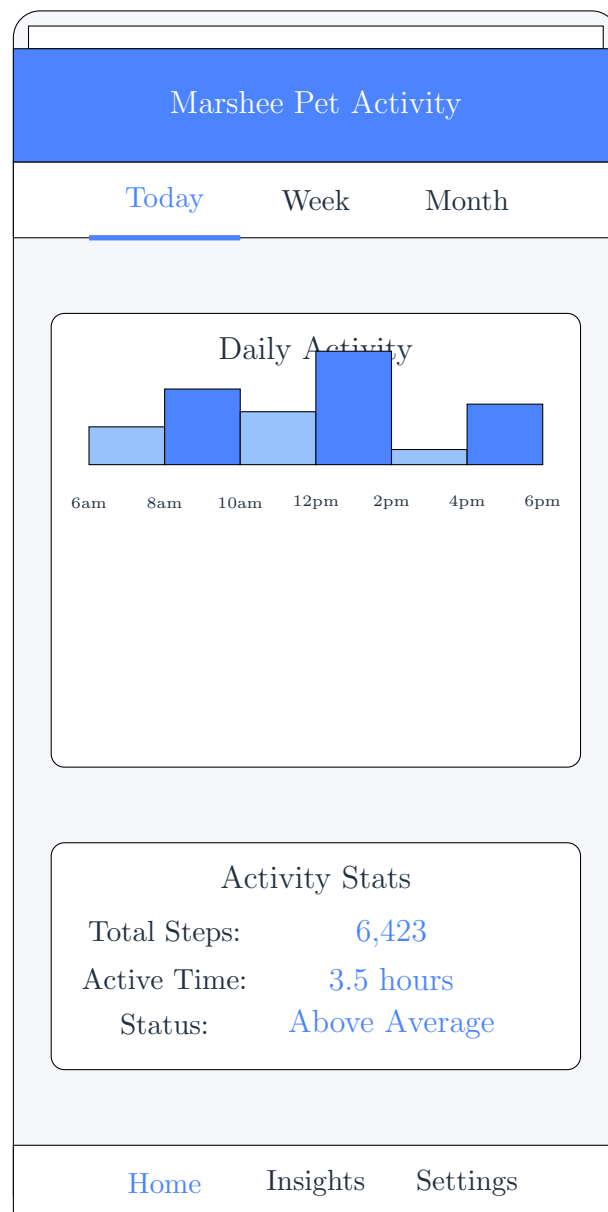 Marshee Pet Activity
Today Week Month
Daily Activity
6am 8am 10am 12pm 2pm 4pm 6pm
Activity Stats
Total Steps: 6,423
Active Time: 3.5 hours
Status: Above Average
Home Insights Settings